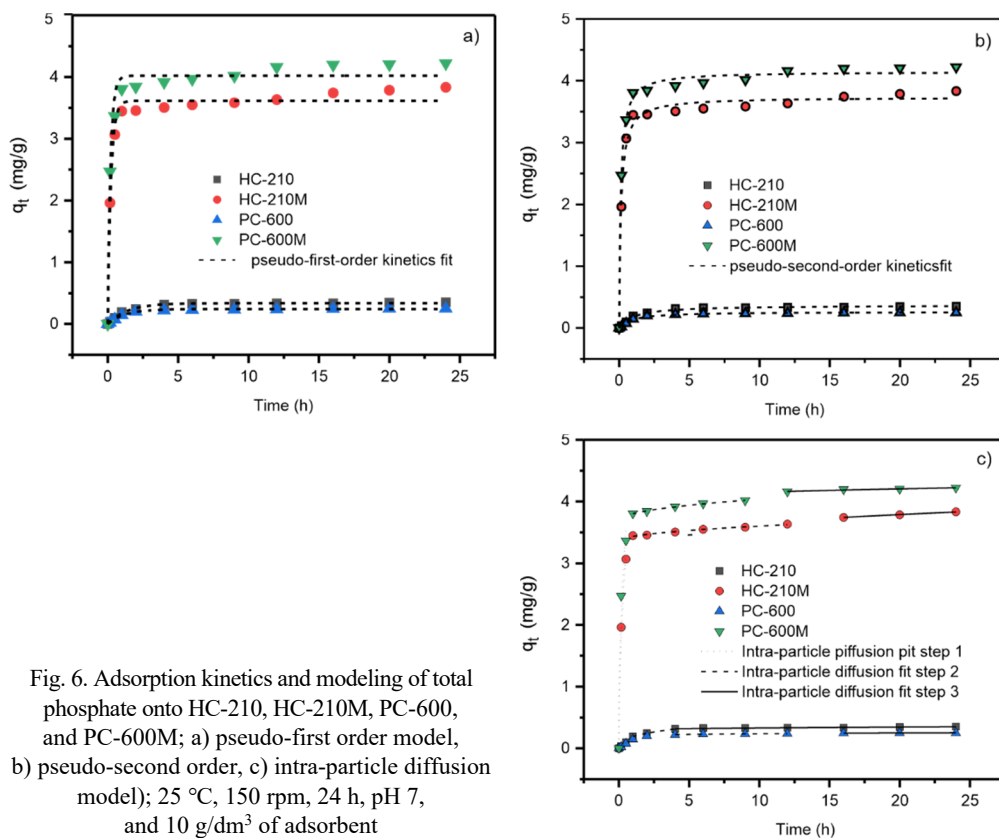 a)
5
4
3
2
1
0
qt (mg/g)
HC-210
HC-210M
PC-600
PC-600M
pseudo-first-order kinetics fit
0 5 10 15 20 25
Time (h)
b)
5
4
3
2
1
0
qt (mg/g)
HC-210
HC-210M
PC-600
PC-600M
pseudo-second-order kineticsfit
0 5 10 15 20 25
Time (h)
c)
5
4
3
2
1
0
qt (mg/g)
HC-210
HC-210M
PC-600
PC-600M
Intra-particle piffusion pit step 1
Intra-particle diffusion fit step 2
Intra-particle diffusion fit step 3
0 5 10 15 20 25
Time (h)
Fig. 6. Adsorption kinetics and modeling of total
phosphate onto HC-210, HC-210M, PC-600,
and PC-600M; a) pseudo-first order model,
b) pseudo-second order, c) intra-particle diffusion
model); 25 °C, 150 rpm, 24 h, pH 7,
and 10 g/dm³ of adsorbent